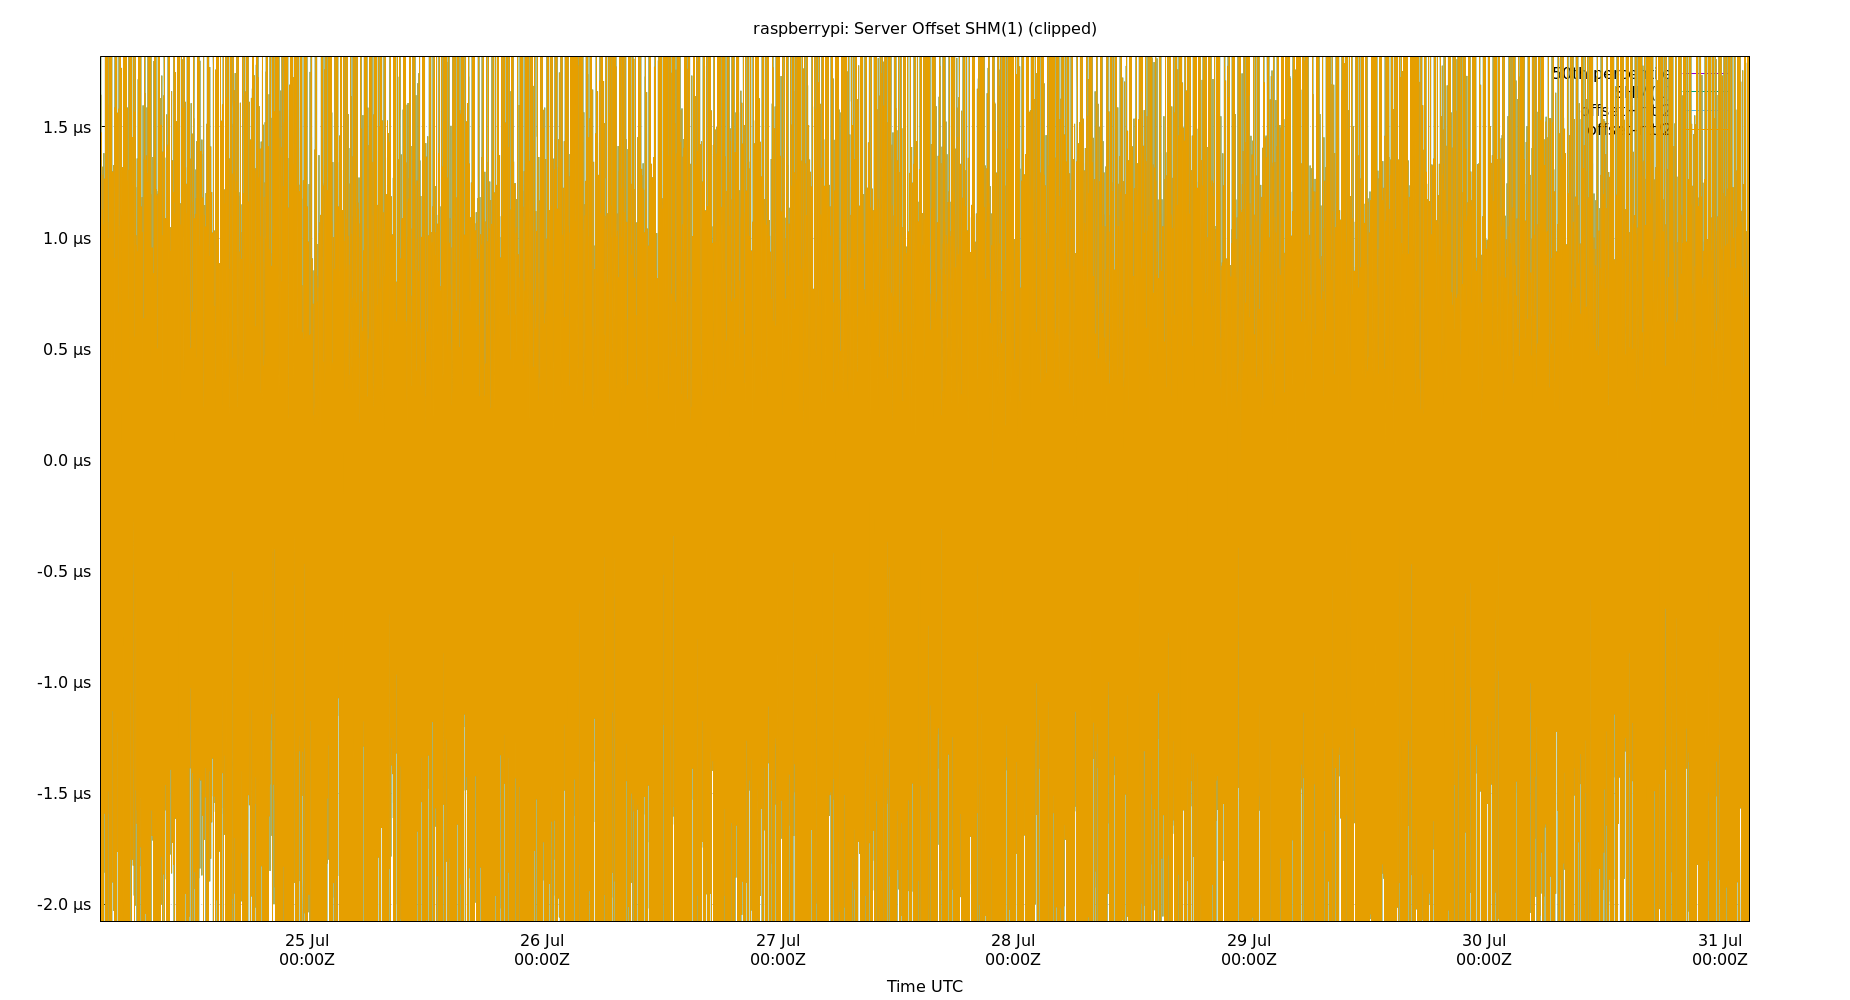 raspberrypi: Server Offset SHM(1) (clipped)
50th percentile
1.5 µs
1.0 µs
0.5 µs
0.0 µs
-0.5 µs
-1.0 µs
-1.5 µs
-2.0 µs
25 Jul 26 Jul 27 Jul 28 Jul 29 Jul 30 Jul 31 Jul
00:00Z 00:00Z 00:00Z 00:00Z 00:00Z 00:00Z 00:00Z
Time UTC